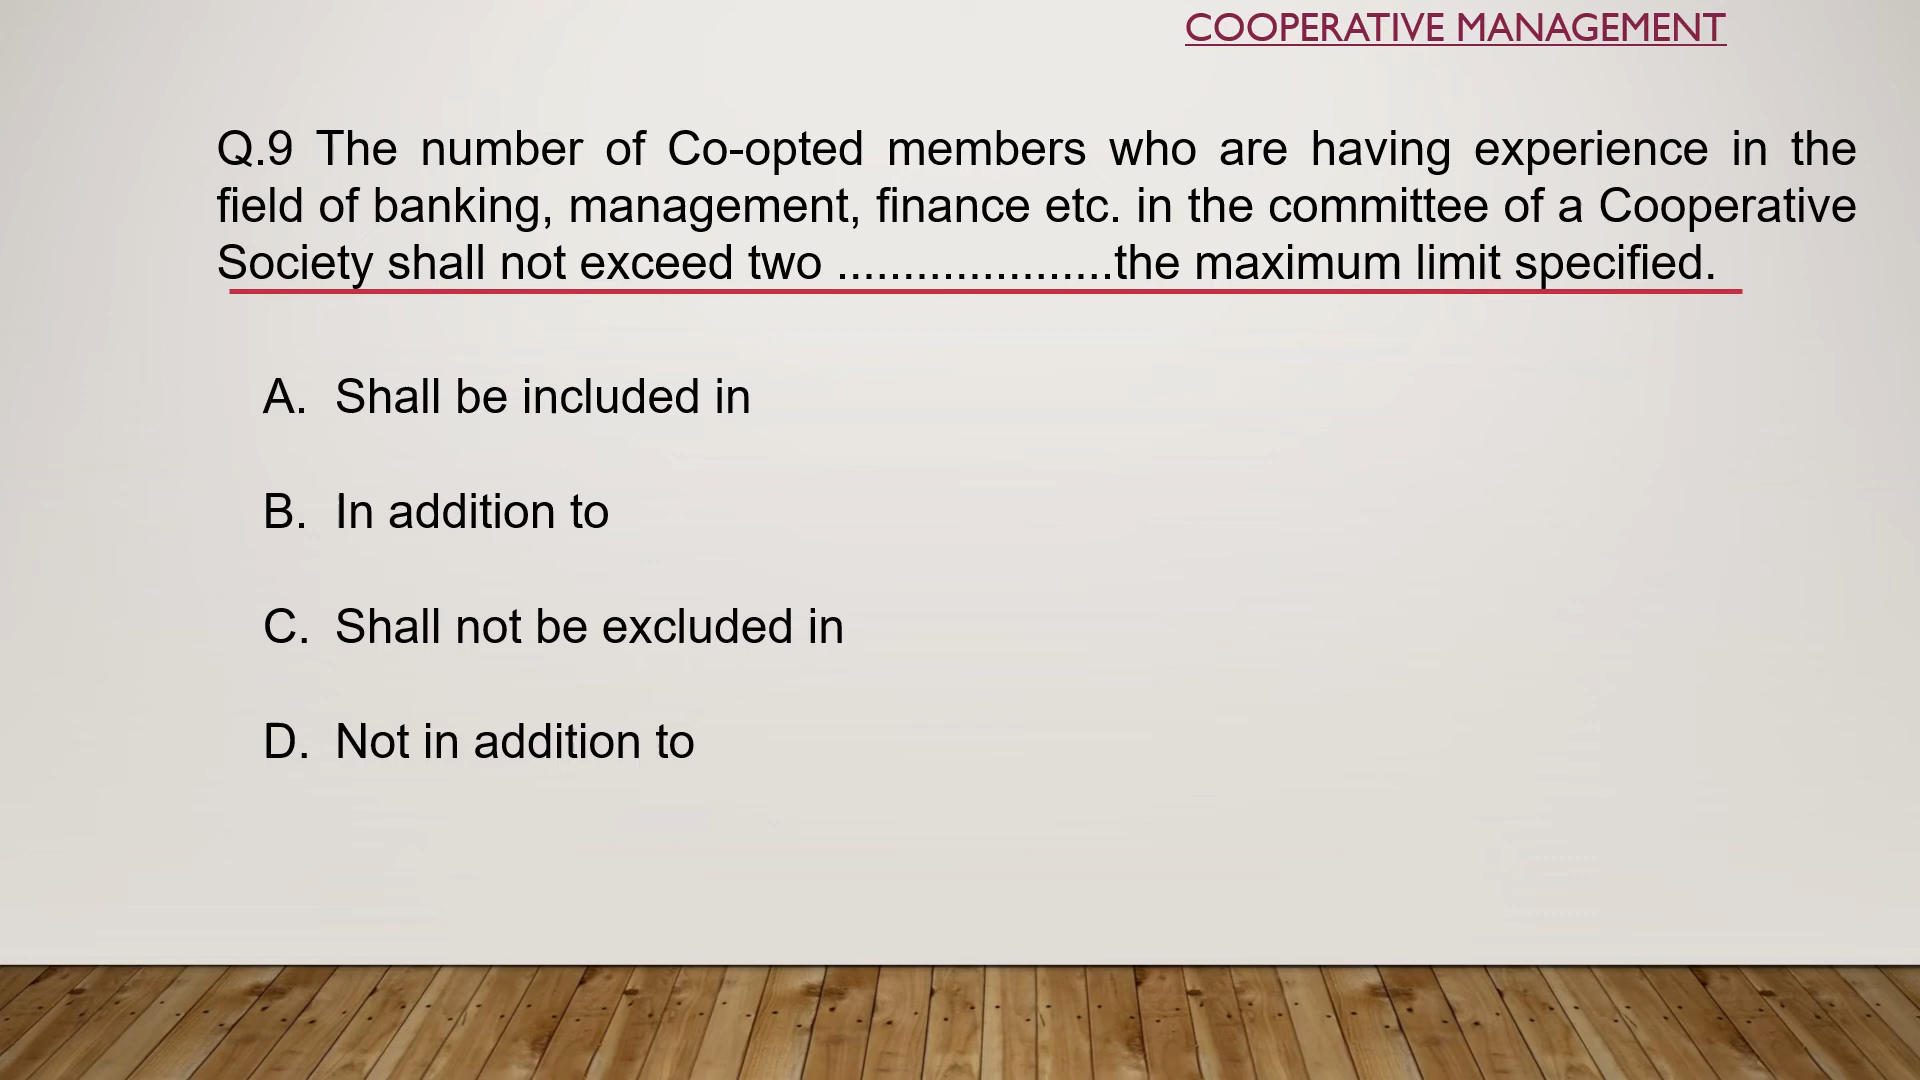 COOPERATIVE MANAGEMENT
Q.9 The number of Co-opted members who are having experience in the
field of banking, management, finance etc. in the committee of a Cooperative
Society shall not exceed two .....................the maximum limit specified.
A. Shall be included in
B. In addition to
C. Shall not be excluded in
D. Not in addition to